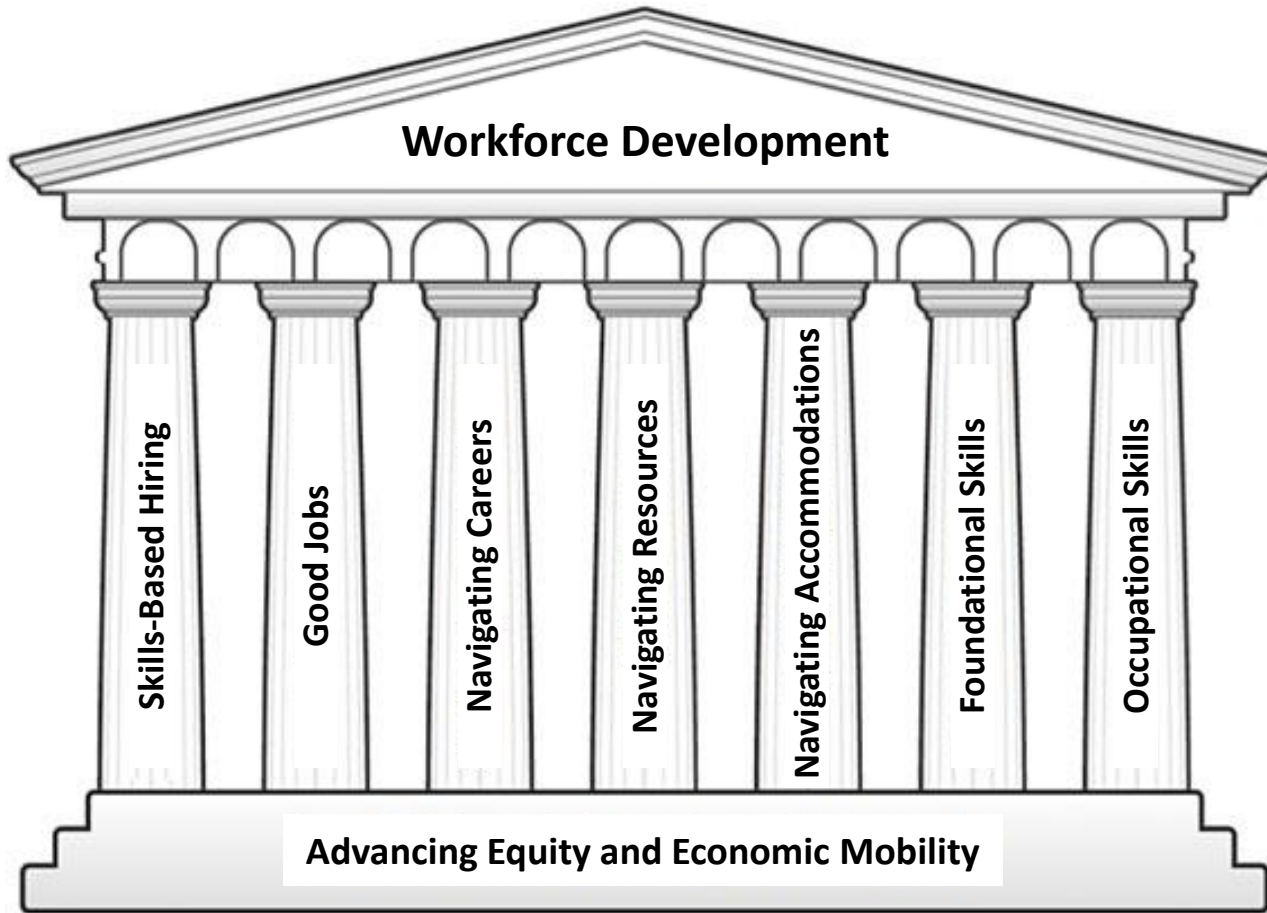 Workforce Development
Skills-Based Hiring
Good Jobs
Navigating Careers
Navigating Resources
Navigating Accommodations
Foundational Skills
Occupational Skills
Advancing Equity and Economic Mobility